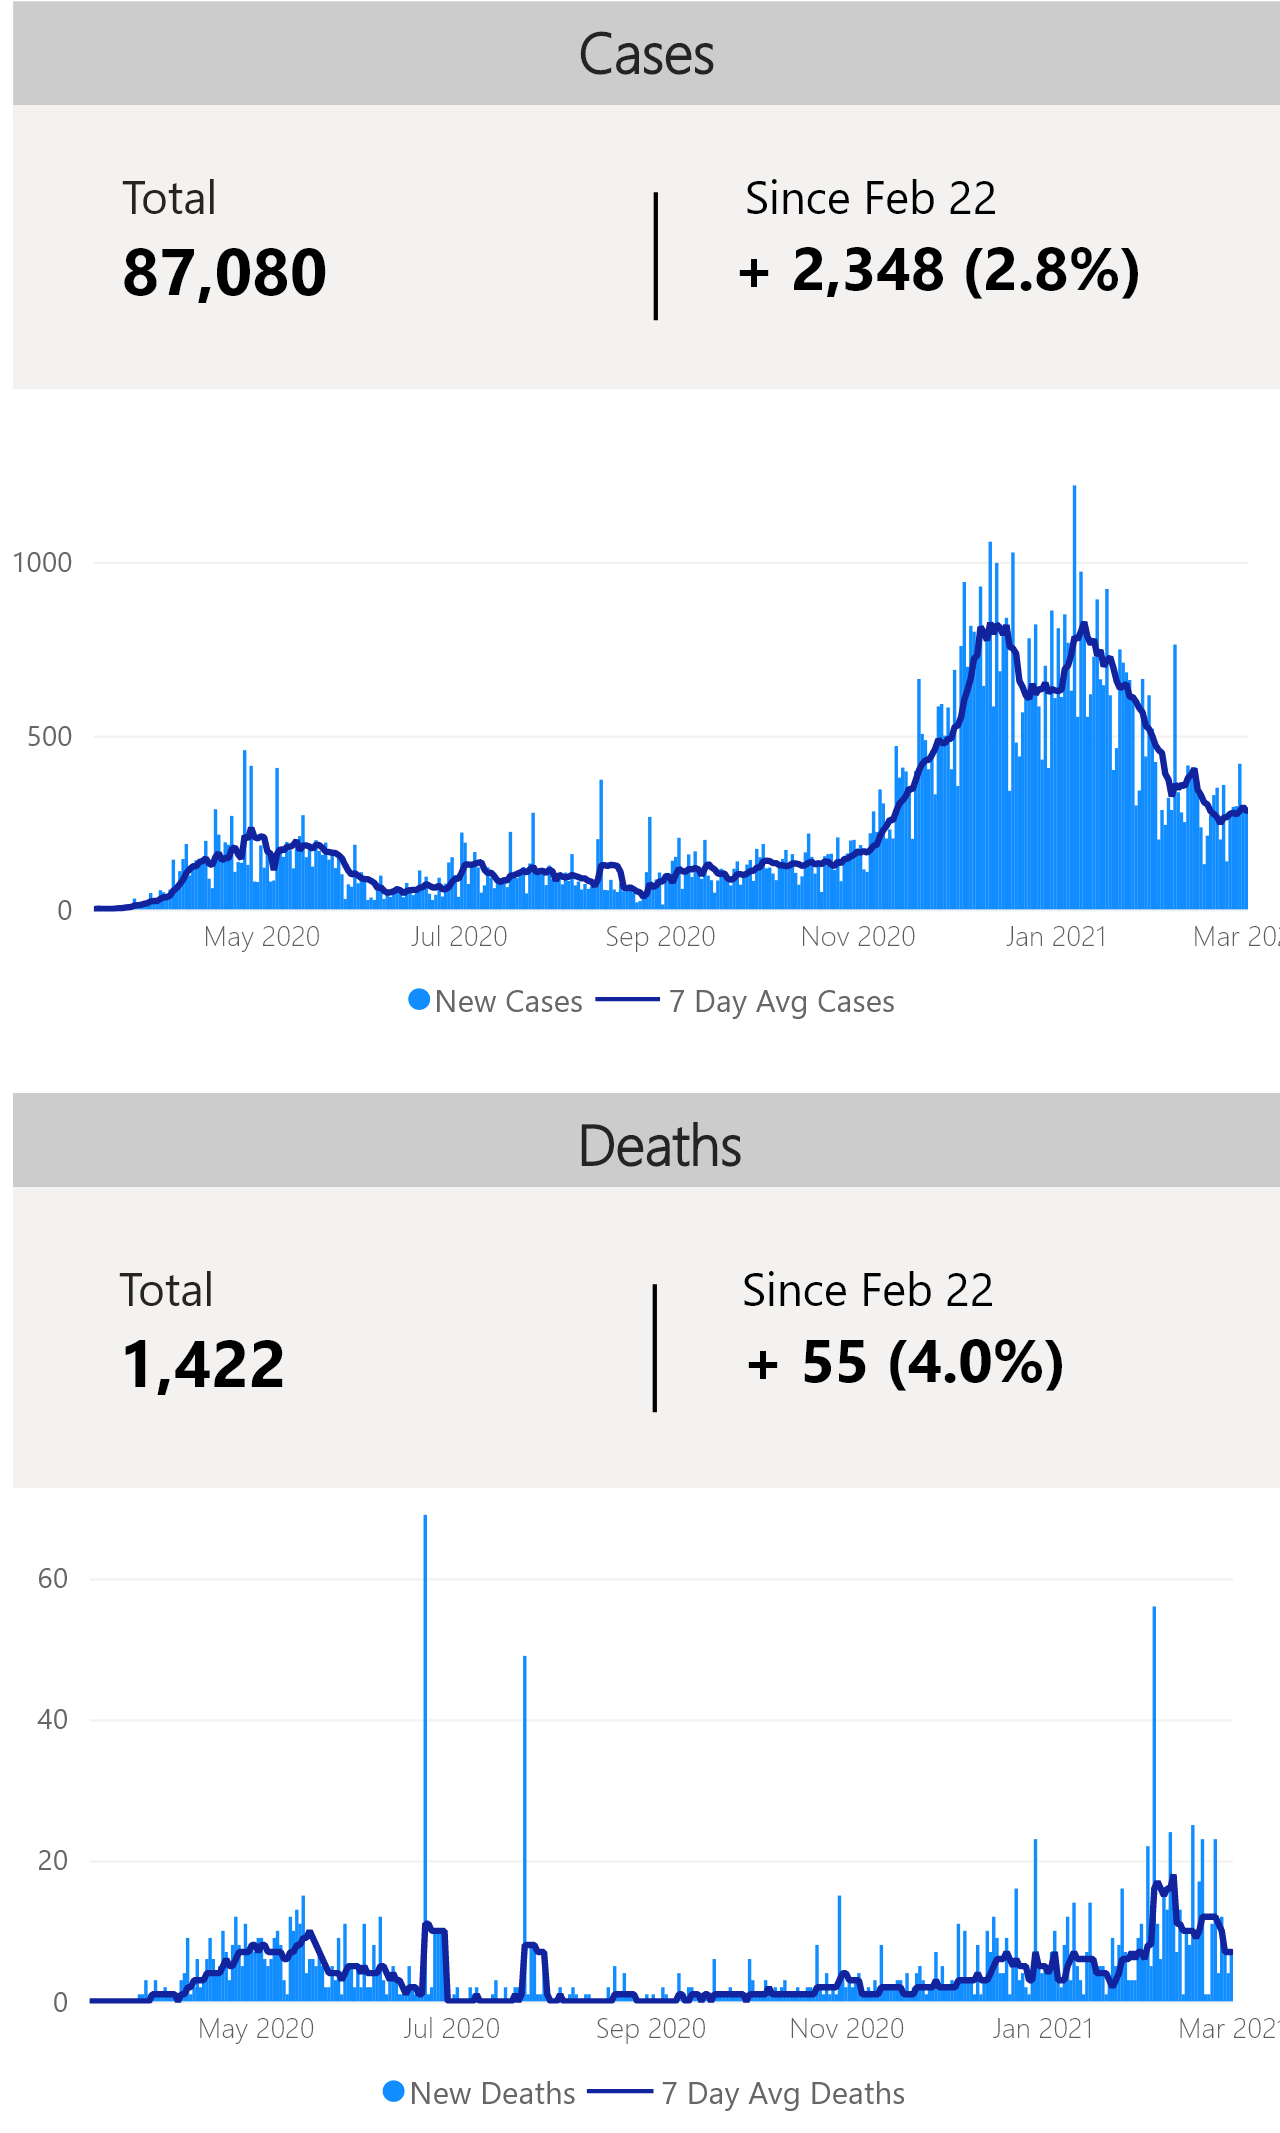 Cases
Total
Since Feb 22
87,080
+ 2,348 (2.8%)
1000
500
0
May 2020
Jul 2020
Sep 2020
Nov 2020
Jan 2021
Mar 202
New Cases
7 Day Avg Cases
Deaths
Total
Since Feb 22
1,422
+ 55 (4.0%)
60
40
20
0
May 2020
Jul 2020
Sep 2020
Nov 2020
Jan 2021
Mar 2021
New Deaths
7 Day Avg Deaths